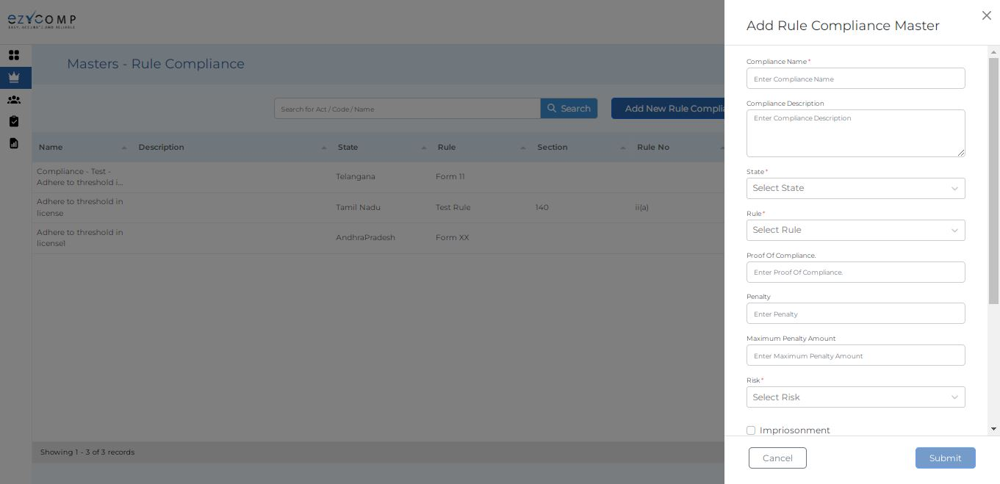 ezycomp
EASY, ACCURATE AND RELIABLE
Masters - Rule Compliance
Search for Act / Code / Name
Search
Add New Rule Complia
Name
Description
State
Rule
Section
Rule No
Compliance - Test -
Adhere to threshold i...
Telangana
Form 11
Adhere to threshold in
license
Tamil Nadu
Test Rule
140
ii(a)
Adhere to threshold in
license1
AndhraPradesh
Form XX
Showing 1 - 3 of 3 records
Add Rule Compliance Master
Compliance Name *
Enter Compliance Name
Compliance Description
Enter Compliance Description
State *
Select State
Rule *
Select Rule
Proof Of Compliance.
Enter Proof Of Compliance.
Penalty
Enter Penalty
Maximum Penalty Amount
Enter Maximum Penalty Amount
Risk *
Select Risk
Impriosonment
Cancel
Submit